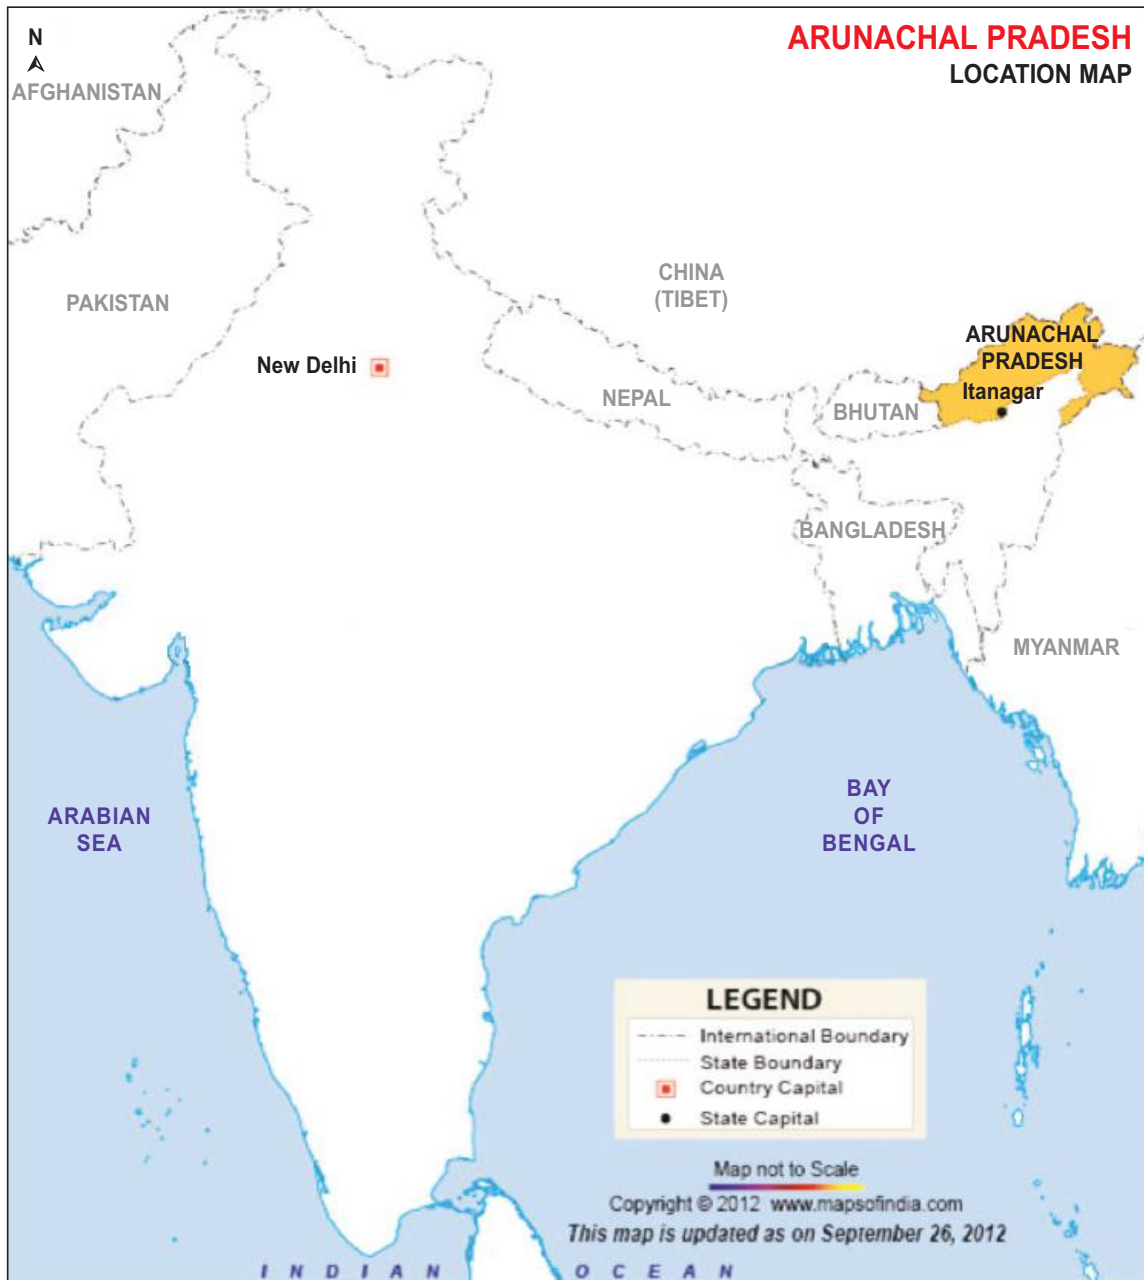 ARUNACHAL PRADESH
LOCATION MAP
N
AFGHANISTAN
PAKISTAN
CHINA
(TIBET)
New Delhi
NEPAL
BHUTAN
ARUNACHAL
PRADESH
Itanagar
BANGLADESH
MYANMAR
ARABIAN
SEA
BAY
OF
BENGAL
LEGEND
International Boundary
State Boundary
Country Capital
State Capital
Map not to Scale
Copyright © 2012 www.mapsofindia.com
This map is updated as on September 26, 2012
INDIAN OCEAN